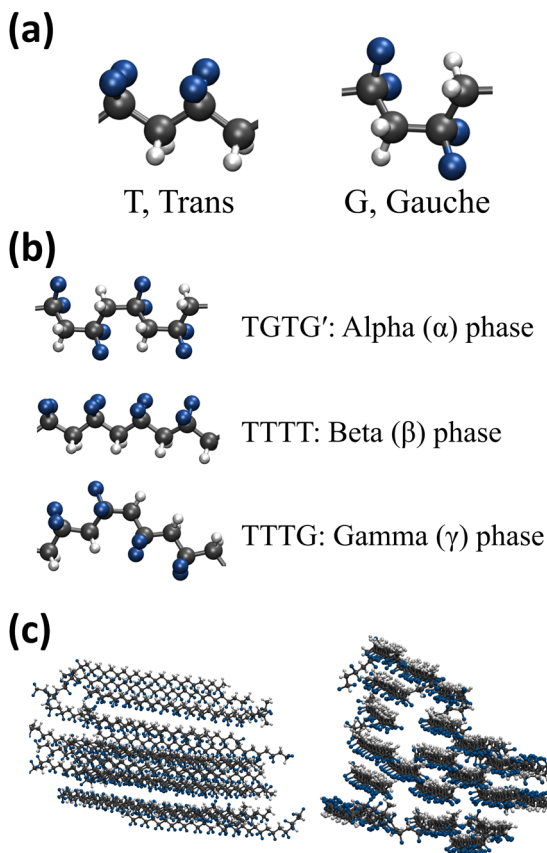 (a)
T, Trans
G, Gauche
(b)
TGTG′: Alpha (α) phase
TTTT: Beta (β) phase
TTTG: Gamma (γ) phase
(c)